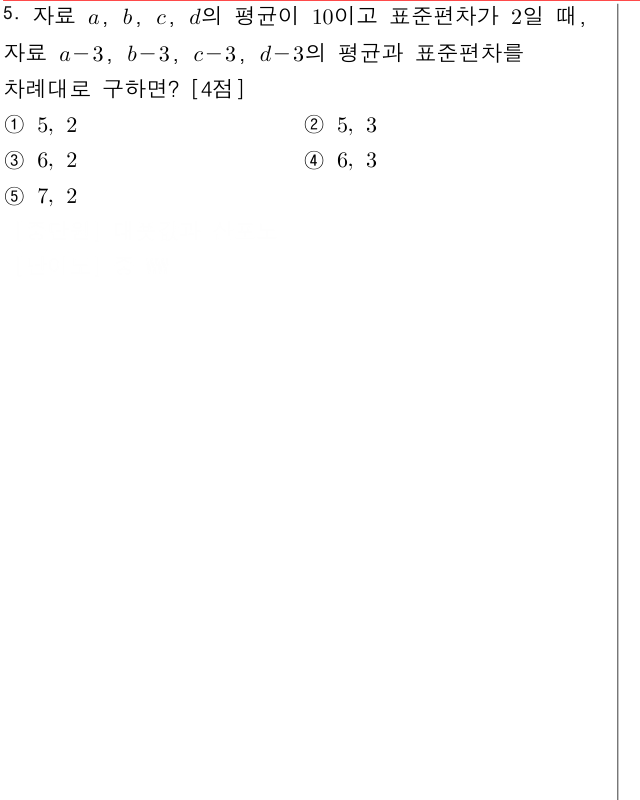 5. 자료 a, b, c, d의 평균이 10이고 표준편차가 2일 때,
자료 a-3, b-3, c-3, d-3의 평균과 표준편차를
차례대로 구하면? [4점]
① 5, 2 ② 5, 3
③ 6, 2 ④ 6, 3
⑤ 7, 2